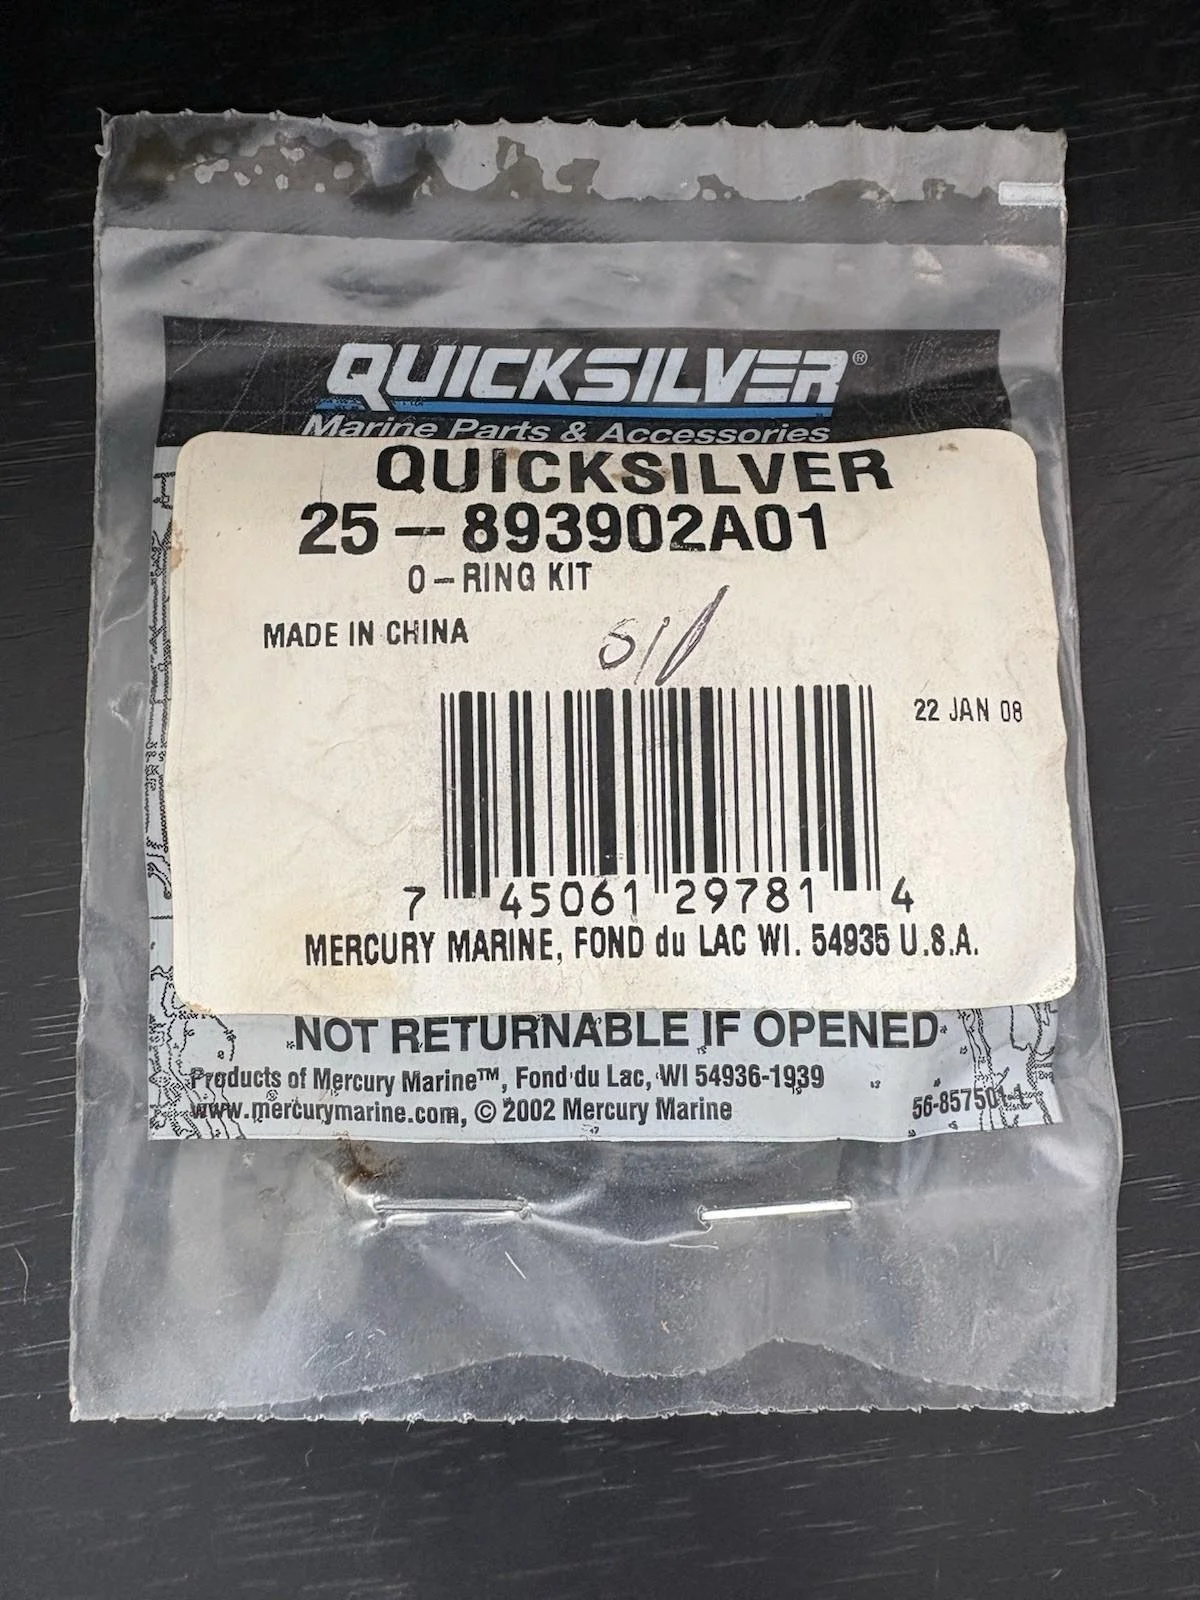 QUICKSILVER®
Marine Parts & Accessories
QUICKSILVER
25-893902A01
O-RING KIT
MADE IN CHINA
22 JAN 08
7 45061 29781 4
MERCURY MARINE, FOND du LAC WI. 54935 U.S.A.
NOT RETURNABLE IF OPENED
Products of Mercury Marine™, Fond du Lac, WI 54936-1939
www.mercurymarine.com, © 2002 Mercury Marine